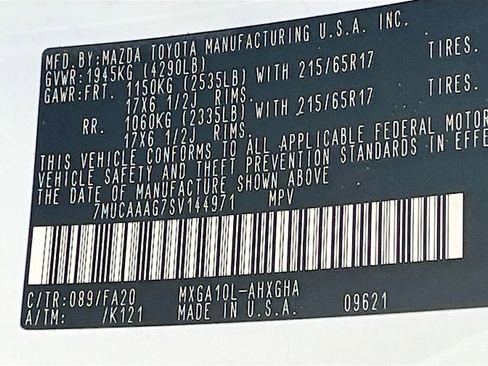 MFD.BY:MAZDA TOYOTA MANUFACTURING U.S.A. INC.
GVWR:1945KG (4290LB)
GAWR:FRT. 1150KG (2535LB) WITH 215/65R17 TIRES.
17X6 1/2J RIMS.
RR. 1060KG (2335LB) WITH 215/65R17 TIRES.
17X6 1/2J RIMS.
THIS VEHICLE CONFORMS TO ALL APPLICABLE FEDERAL MOTOR
VEHICLE SAFETY AND THEFT PREVENTION STANDARDS IN EFFE
THE DATE OF MANUFACTURE SHOWN ABOVE
7MUCAAAG7SV144971 MPV
C/TR:089/FA20 MXGA10L-AHXGHA
A/TM: /K121 MADE IN U.S.A. 09621